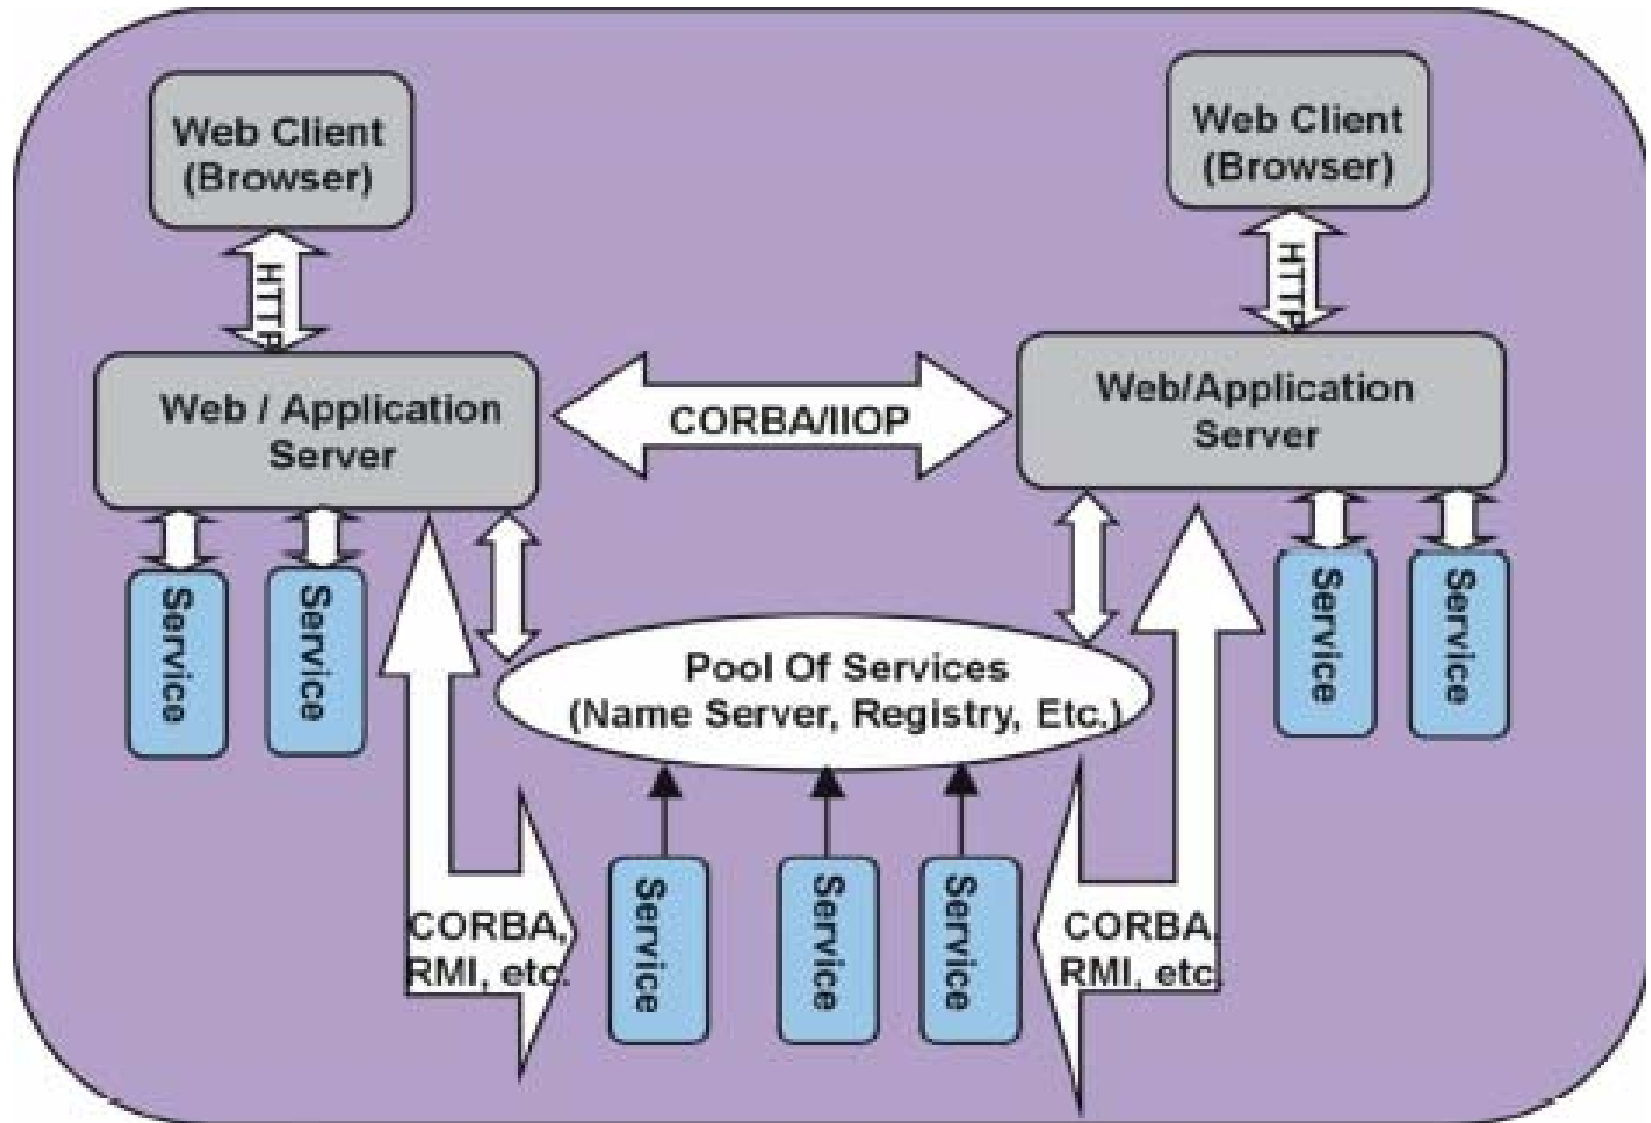 Web Client
(Browser)
Web Client
(Browser)
HTTP
HTTP
Web / Application
Server
CORBA/IIOP
Web/Application
Server
Service
Service
Service
Service
Pool Of Services
(Name Server, Registry, Etc.)
CORBA,
RMI, etc.
Service
Service
Service
CORBA,
RMI, etc.